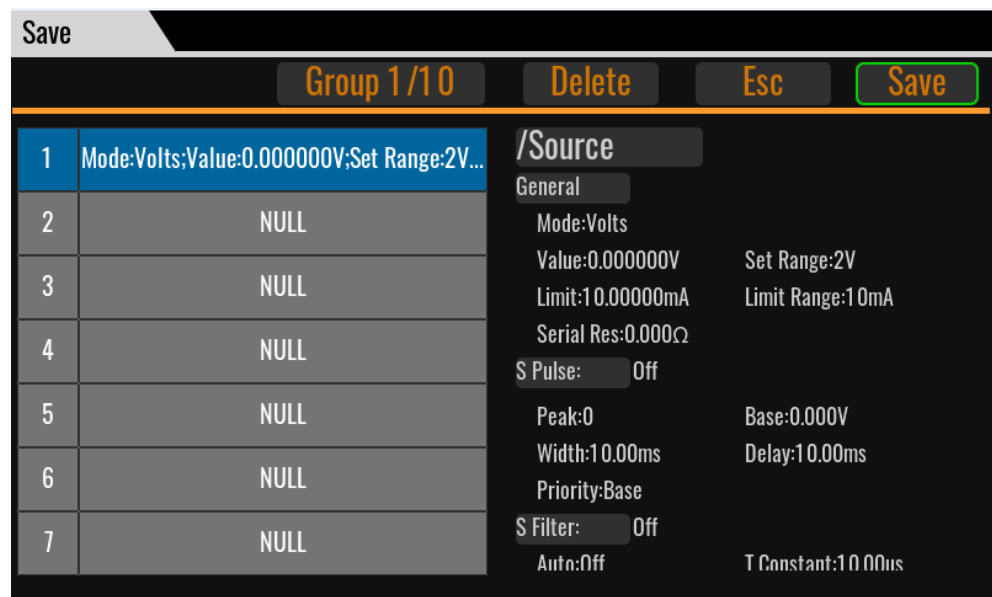 Save
Group 1/10 Delete Esc Save
1 Mode:Volts;Value:0.000000V;Set Range:2V...
2 NULL
3 NULL
4 NULL
5 NULL
6 NULL
7 NULL
/Source
General
Mode:Volts
Value:0.000000V Set Range:2V
Limit:10.00000mA Limit Range:10mA
Serial Res:0.000Ω
S Pulse: Off
Peak:0 Base:0.000V
Width:10.00ms Delay:10.00ms
Priority:Base
S Filter: Off
Auto:Off T Constant:10.00us